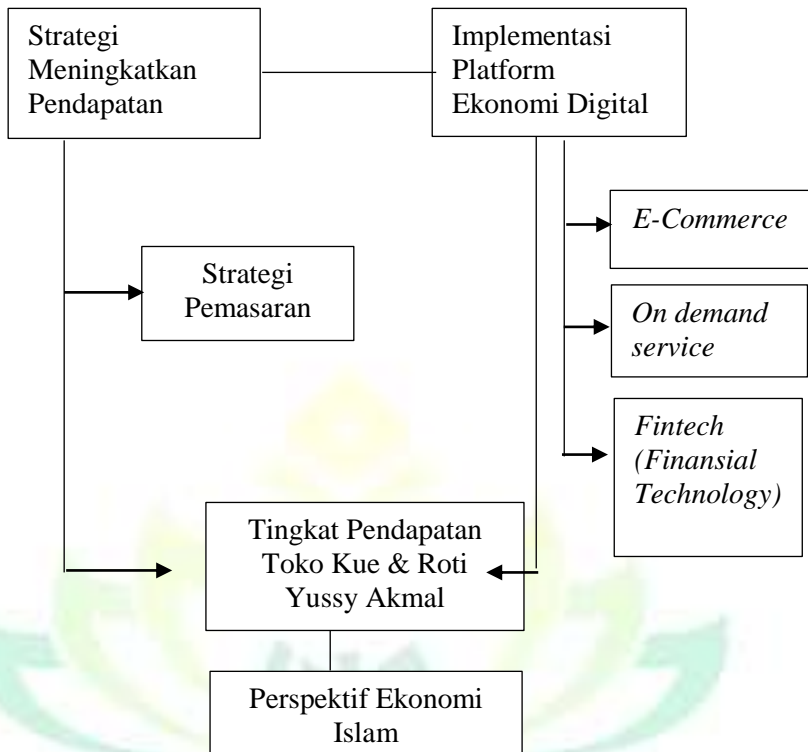 Strategi
Meningkatkan
Pendapatan
Implementasi
Platform
Ekonomi Digital
E-Commerce
Strategi
Pemasaran
On demand
service
Fintech
(Finansial
Technology)
Tingkat Pendapatan
Toko Kue & Roti
Yussy Akmal
Perspektif Ekonomi
Islam